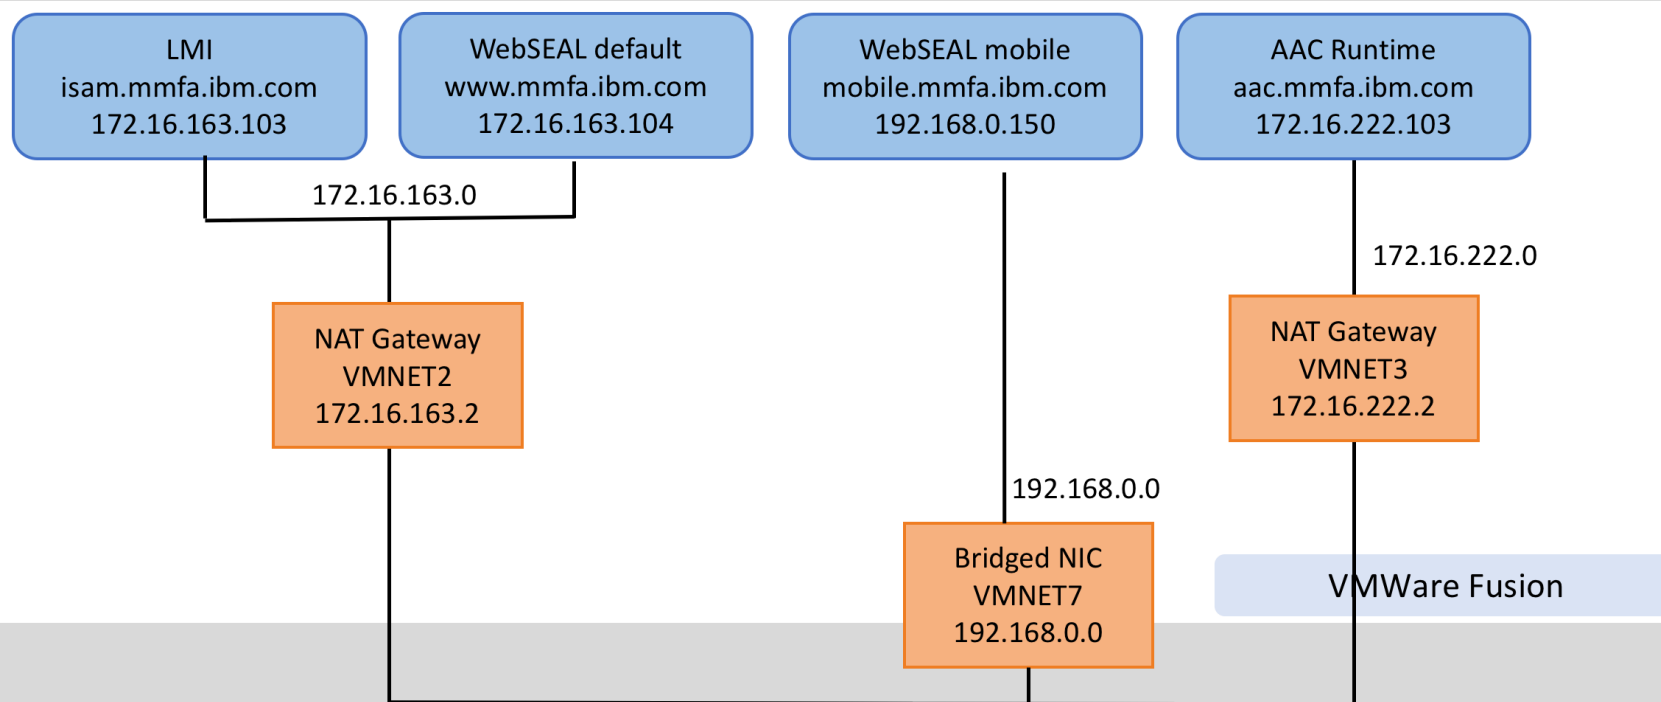 LMI
isam.mmfa.ibm.com
172.16.163.103
WebSEAL default
www.mmfa.ibm.com
172.16.163.104
WebSEAL mobile
mobile.mmfa.ibm.com
192.168.0.150
AAC Runtime
aac.mmfa.ibm.com
172.16.222.103
172.16.163.0
172.16.222.0
NAT Gateway
VMNET2
172.16.163.2
NAT Gateway
VMNET3
172.16.222.2
192.168.0.0
Bridged NIC
VMNET7
192.168.0.0
VMWare Fusion